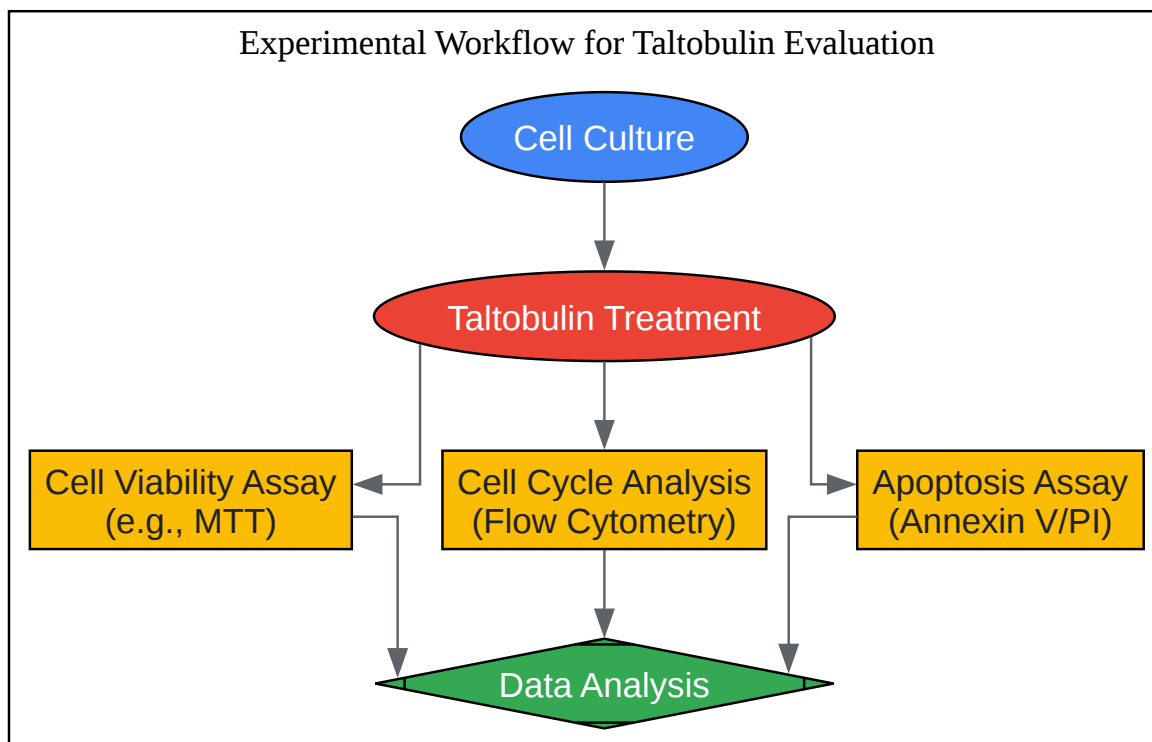 Experimental Workflow for Taltobulin Evaluation
Cell Culture
Taltobulin Treatment
Cell Viability Assay
(e.g., MTT)
Cell Cycle Analysis
(Flow Cytometry)
Apoptosis Assay
(Annexin V/PI)
Data Analysis